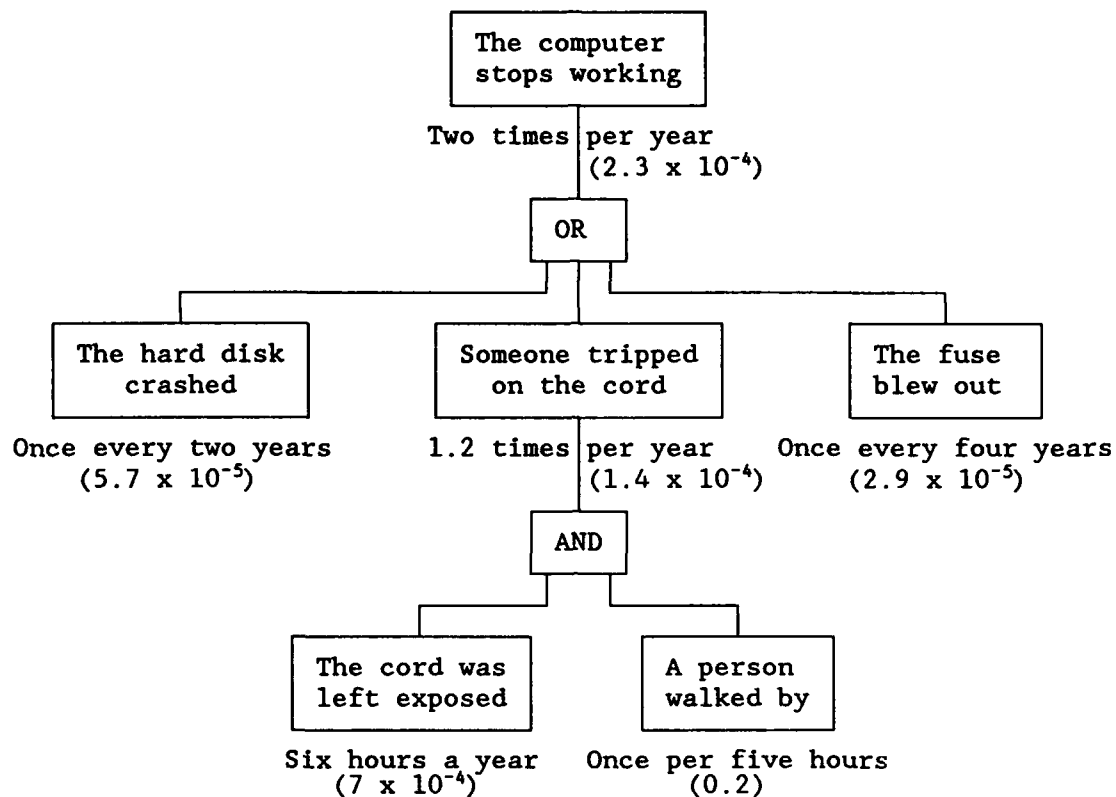 The computer
stops working
Two times per year
(2.3 x 10⁻⁴)
OR
The hard disk
crashed
Once every two years
(5.7 x 10⁻⁵)
Someone tripped
on the cord
1.2 times per year
(1.4 x 10⁻⁴)
The fuse
blew out
Once every four years
(2.9 x 10⁻⁵)
AND
The cord was
left exposed
Six hours a year
(7 x 10⁻⁴)
A person
walked by
Once per five hours
(0.2)